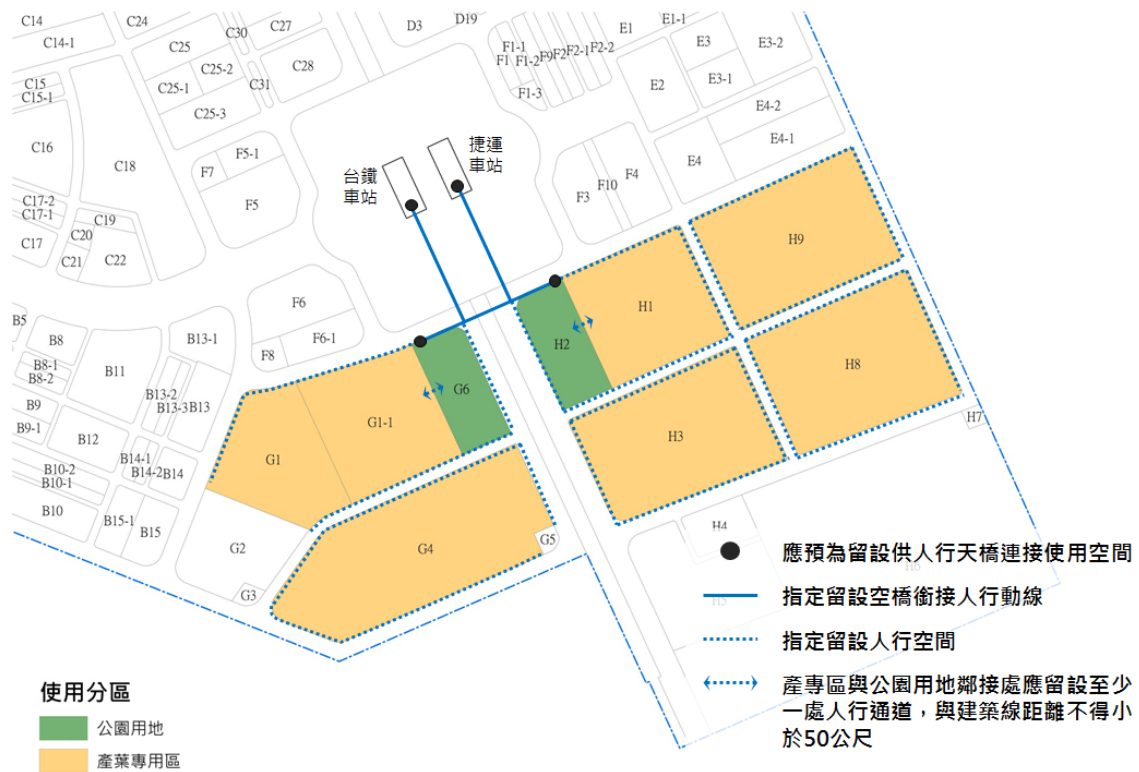 C14
C24
C14-1
C25
C30
C27
C25-2
C28
C15
C15-1
C25-1
C31
C25-3
C16
C18
F7
F5-1
F5
C17-2
C17-1
C19
C20
C17
C21
C22
D3
D19
F1-1
F1
F1-2
F9
F2
F2-1
F2-2
F1-3
E1
E1-1
E3
E3-2
E3-1
E2
E4-2
E4-1
E4
F4
F10
F3
捷運
車站
台鐵
車站
H9
H1
H2
H8
H3
H7
F6
F6-1
F8
B5
B8
B13-1
B8-1
B8-2
B11
B13-2
B13-3
B13
B9
B9-1
B12
B14-1
B14-2
B14
B10-2
B10-1
B10
B15-1
B15
G6
G1-1
G1
G2
G3
G4
G5
H4
H5
H6
應預為留設供人行天橋連接使用空間
指定留設空橋銜接人行動線
指定留設人行空間
產專區與公園用地鄰接處應留設至少
一處人行通道，與建築線距離不得小
於50公尺
使用分區
公園用地
產業專用區